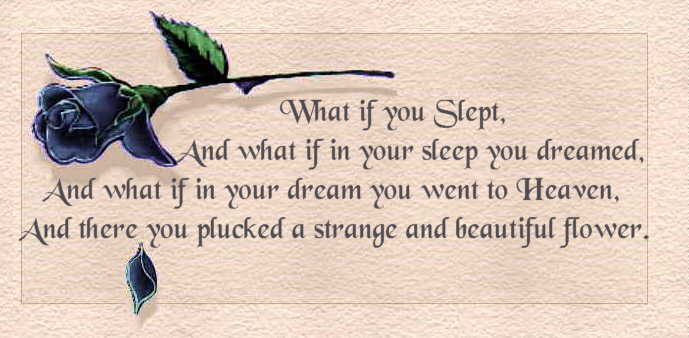 What if you Slept,
And what if in your sleep you dreamed,
And what if in your dream you went to Heaven,
And there you plucked a strange and beautiful flower.